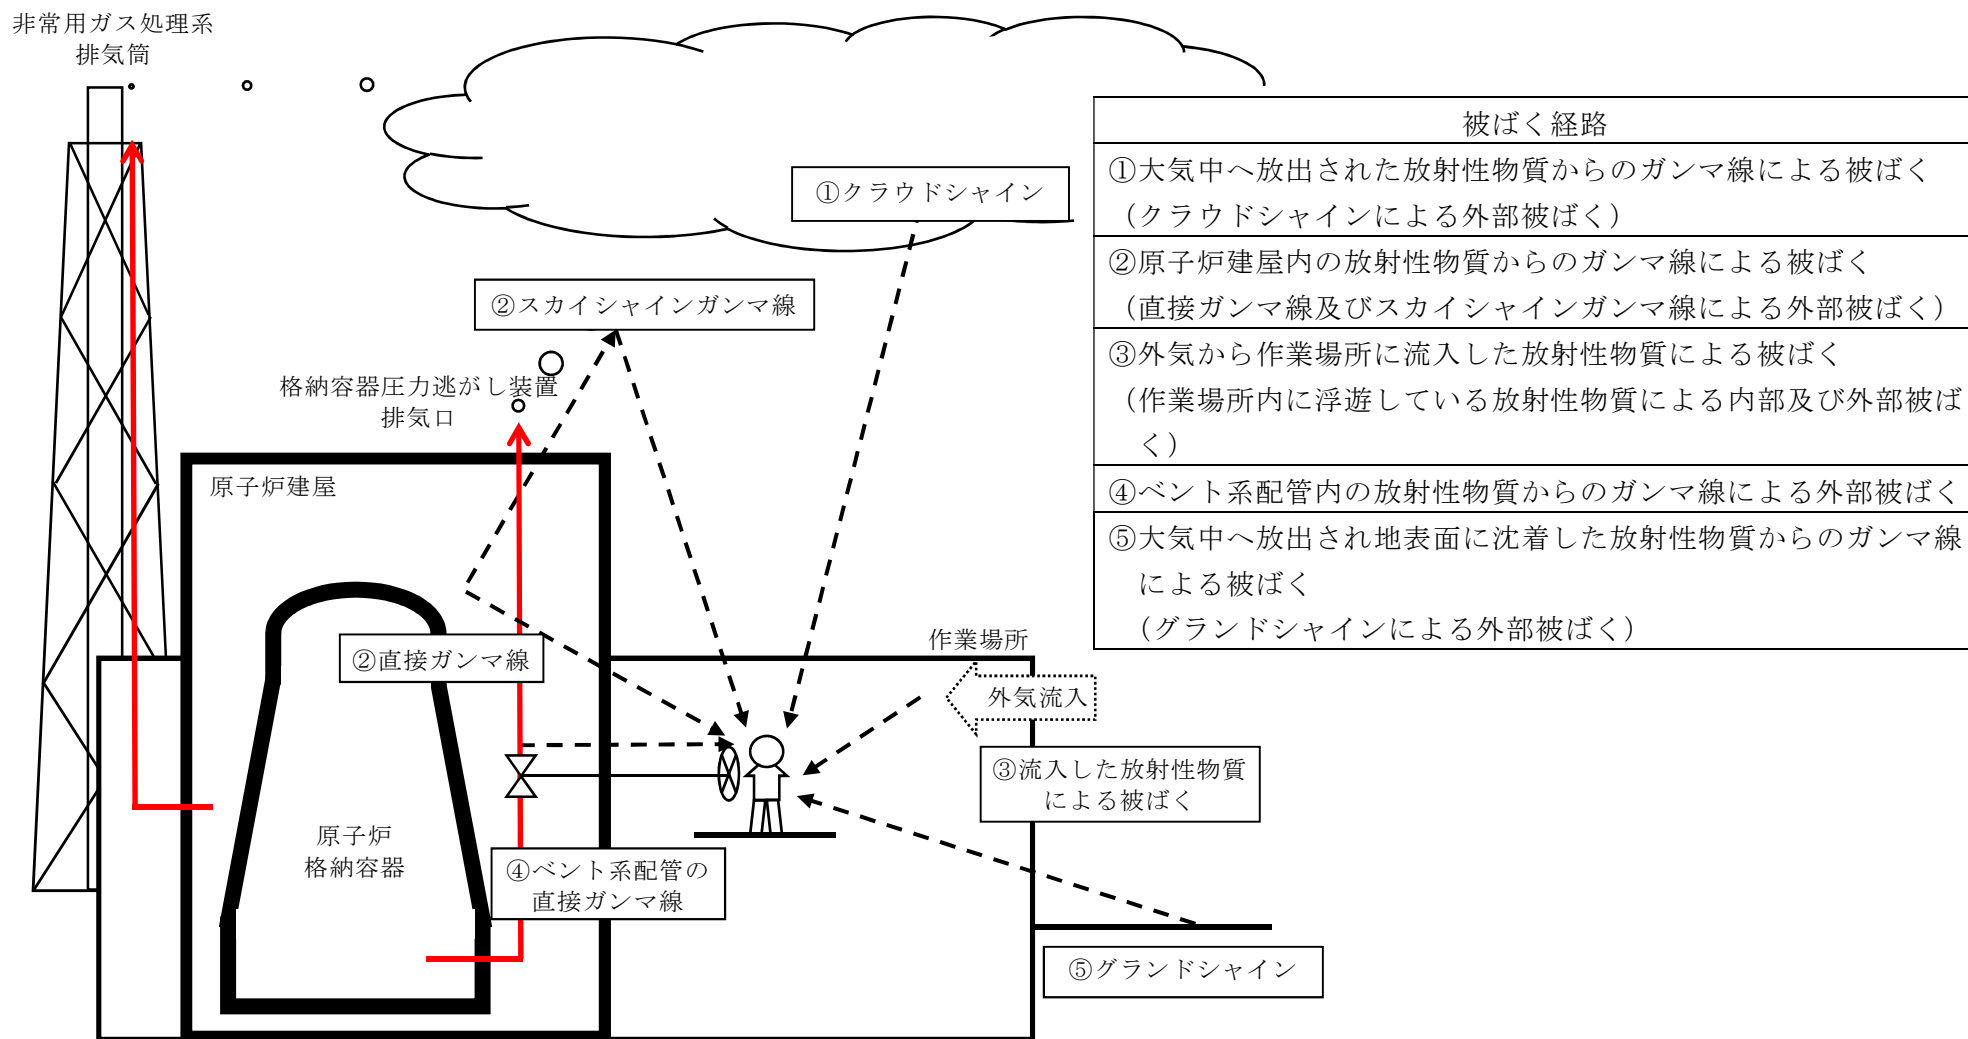 非常用ガス処理系
排気筒
①クラウドシャイン
②スカイシャインガンマ線
格納容器圧力逃がし装置
排気口
原子炉建屋
②直接ガンマ線
作業場所
外気流入
③流入した放射性物質
による被ばく
原子炉
格納容器
④ベント系配管の
直接ガンマ線
⑤グランドシャイン
被ばく経路
①大気中へ放出された放射性物質からのガンマ線による被ばく
（クラウドシャインによる外部被ばく）
②原子炉建屋内の放射性物質からのガンマ線による被ばく
（直接ガンマ線及びスカイシャインガンマ線による外部被ばく）
③外気から作業場所に流入した放射性物質による被ばく
（作業場所内に浮遊している放射性物質による内部及び外部被ば
く）
④ベント系配管内の放射性物質からのガンマ線による外部被ばく
⑤大気中へ放出され地表面に沈着した放射性物質からのガンマ線
による被ばく
（グランドシャインによる外部被ばく）